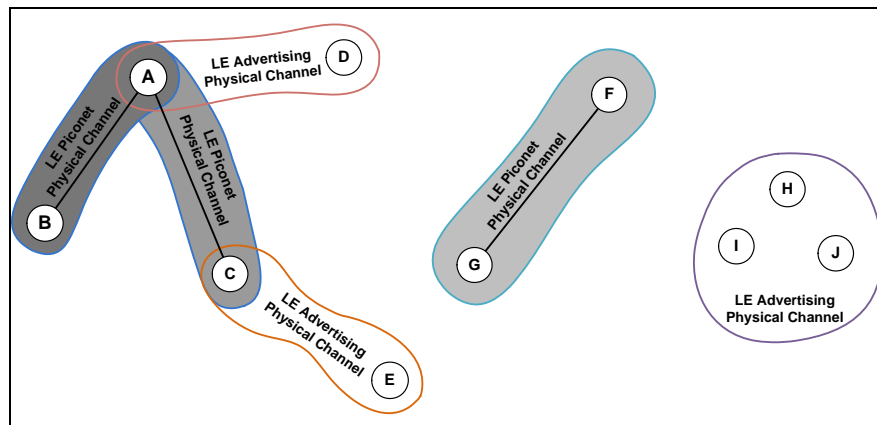 A
LE Advertising
Physical Channel
D
LE Piconet
Physical Channel
B
LE Piconet
Physical Channel
C
LE Advertising
Physical Channel
E
F
LE Piconet
Physical Channel
G
H
I
J
LE Advertising
Physical Channel